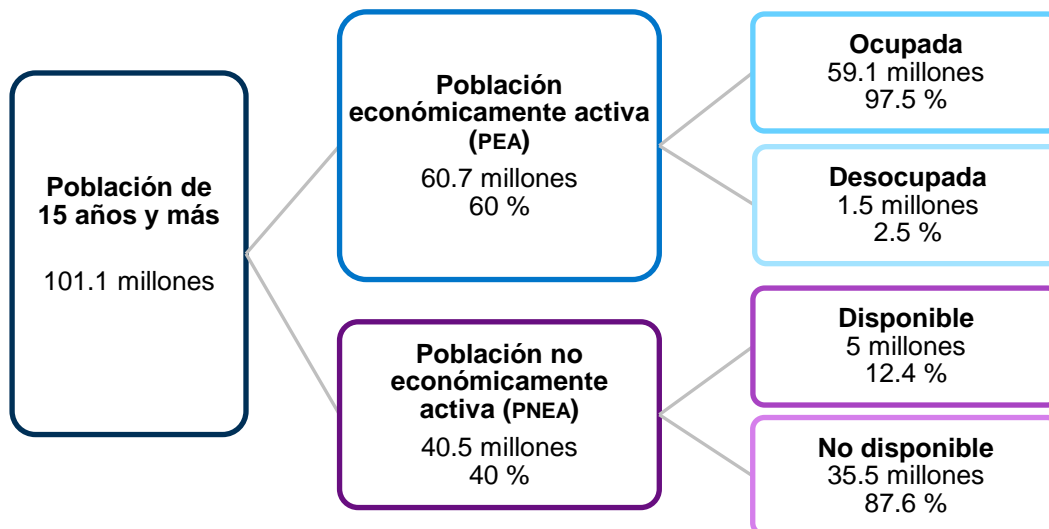 Población de
15 años y más
101.1 millones
Población
económicamente activa
(PEA)
60.7 millones
60 %
Ocupada
59.1 millones
97.5 %
Desocupada
1.5 millones
2.5 %
Población no
económicamente
activa (PNEA)
40.5 millones
40 %
Disponible
5 millones
12.4 %
No disponible
35.5 millones
87.6 %